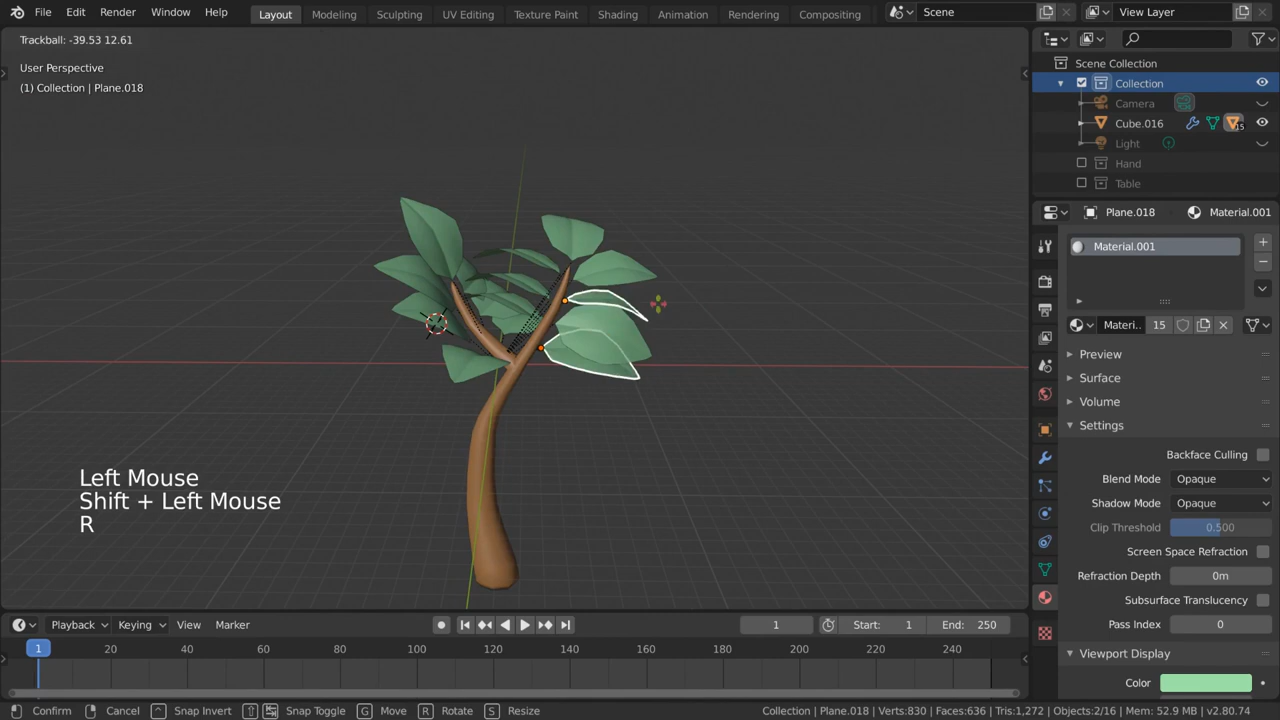 File Edit Render Window Help Layout Modeling Sculpting UV Editing Texture Paint Shading Animation Rendering Compositing Scene View Layer
Trackball: -39.53 12.61
User Perspective
(1) Collection | Plane.018
Scene Collection
Collection
Camera
Cube.016 15
Light
Hand
Table
Plane.018 Material.001
Material.001
Materi.. 15
Preview
Surface
Volume
Settings
Backface Culling
Blend Mode Opaque
Shadow Mode Opaque
Clip Threshold 0.500
Screen Space Refraction
Refraction Depth 0m
Subsurface Translucency
Pass Index 0
Viewport Display
Color
Left Mouse
Shift + Left Mouse
R
Playback Keying View Marker 1 Start: 1 End: 250
1 20 40 60 80 100 120 140 160 180 200 220 240
Confirm Cancel Snap Invert Snap Toggle G Move R Rotate S Resize Collection | Plane.018 | Verts:830 | Faces:636 | Tris:1,272 | Objects:2/16 | Mem: 52.9 MB | v2.80.74